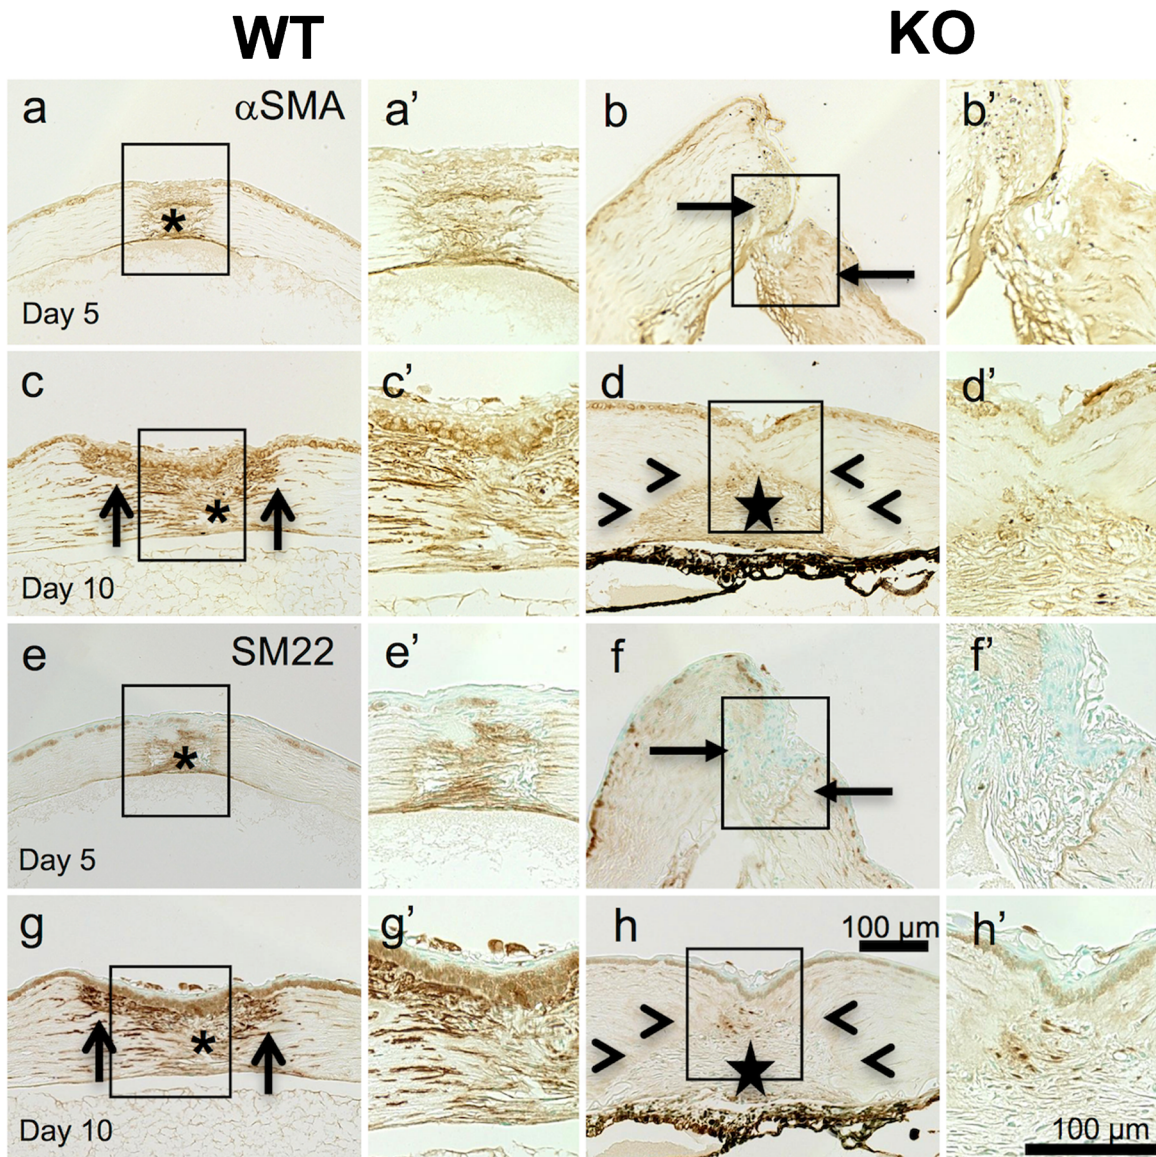 WT KO
a αSMA a’ b b’
Day 5
c c’ d d’
Day 10
e SM22 e’ f f’
Day 5
g g’ h 100 µm h’
Day 10 100 µm